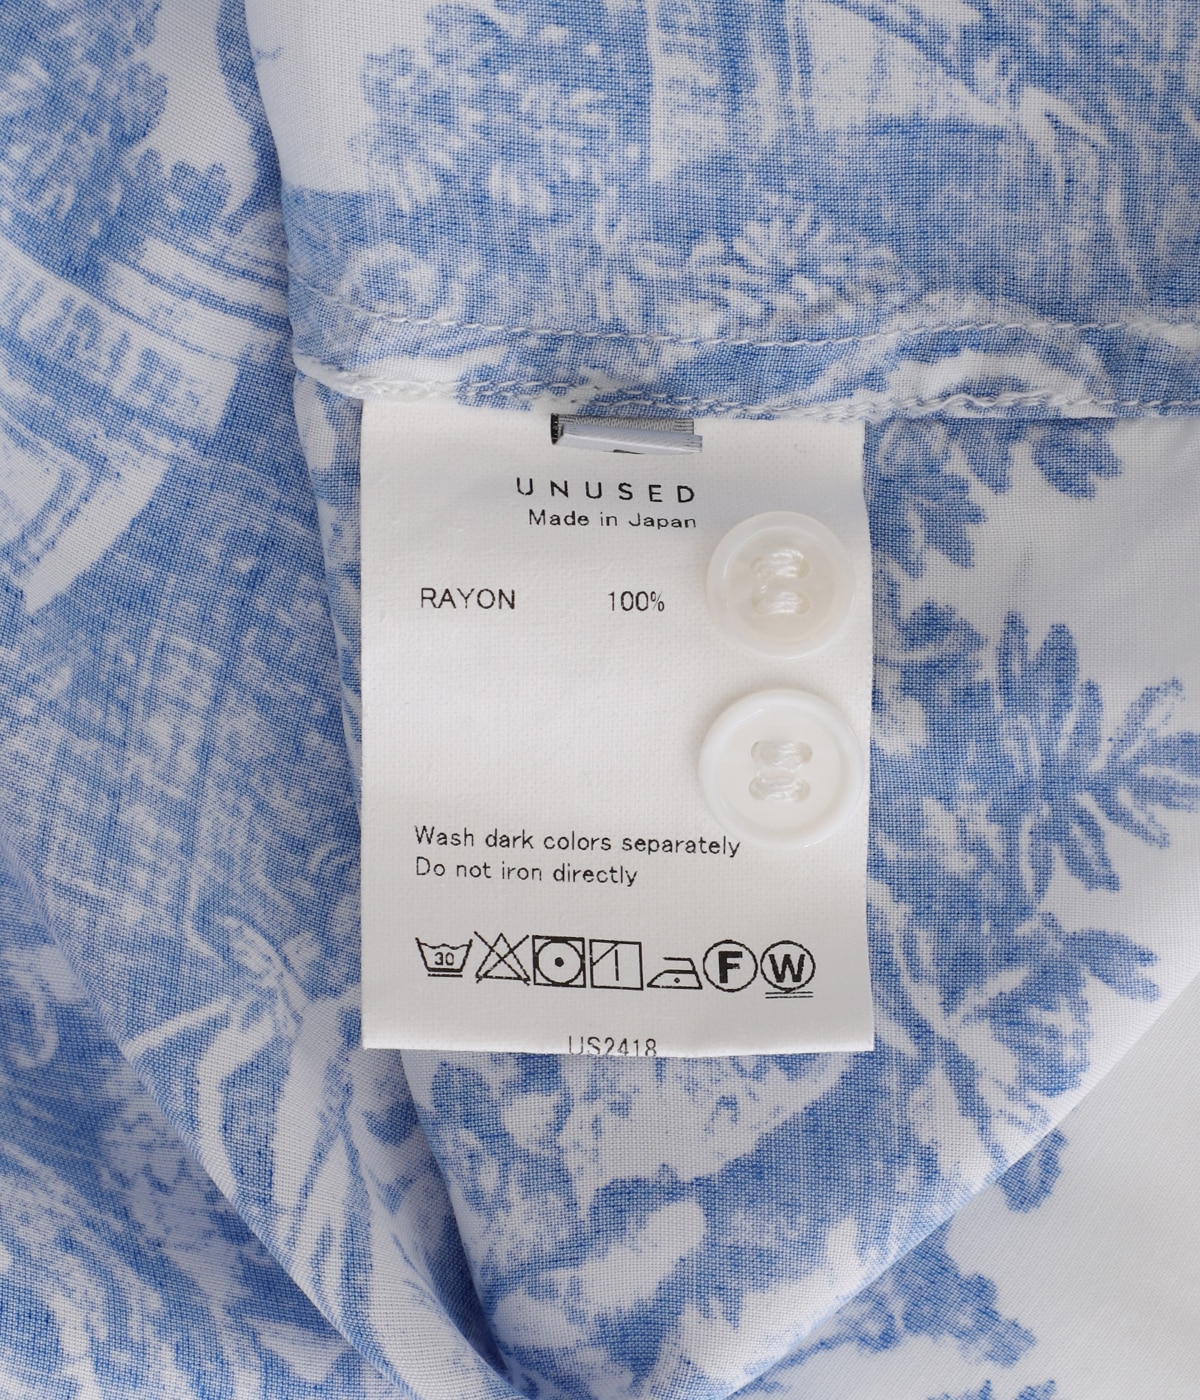 UNUSED
Made in Japan
RAYON 100%
Wash dark colors separately
Do not iron directly
30 F W
US2418